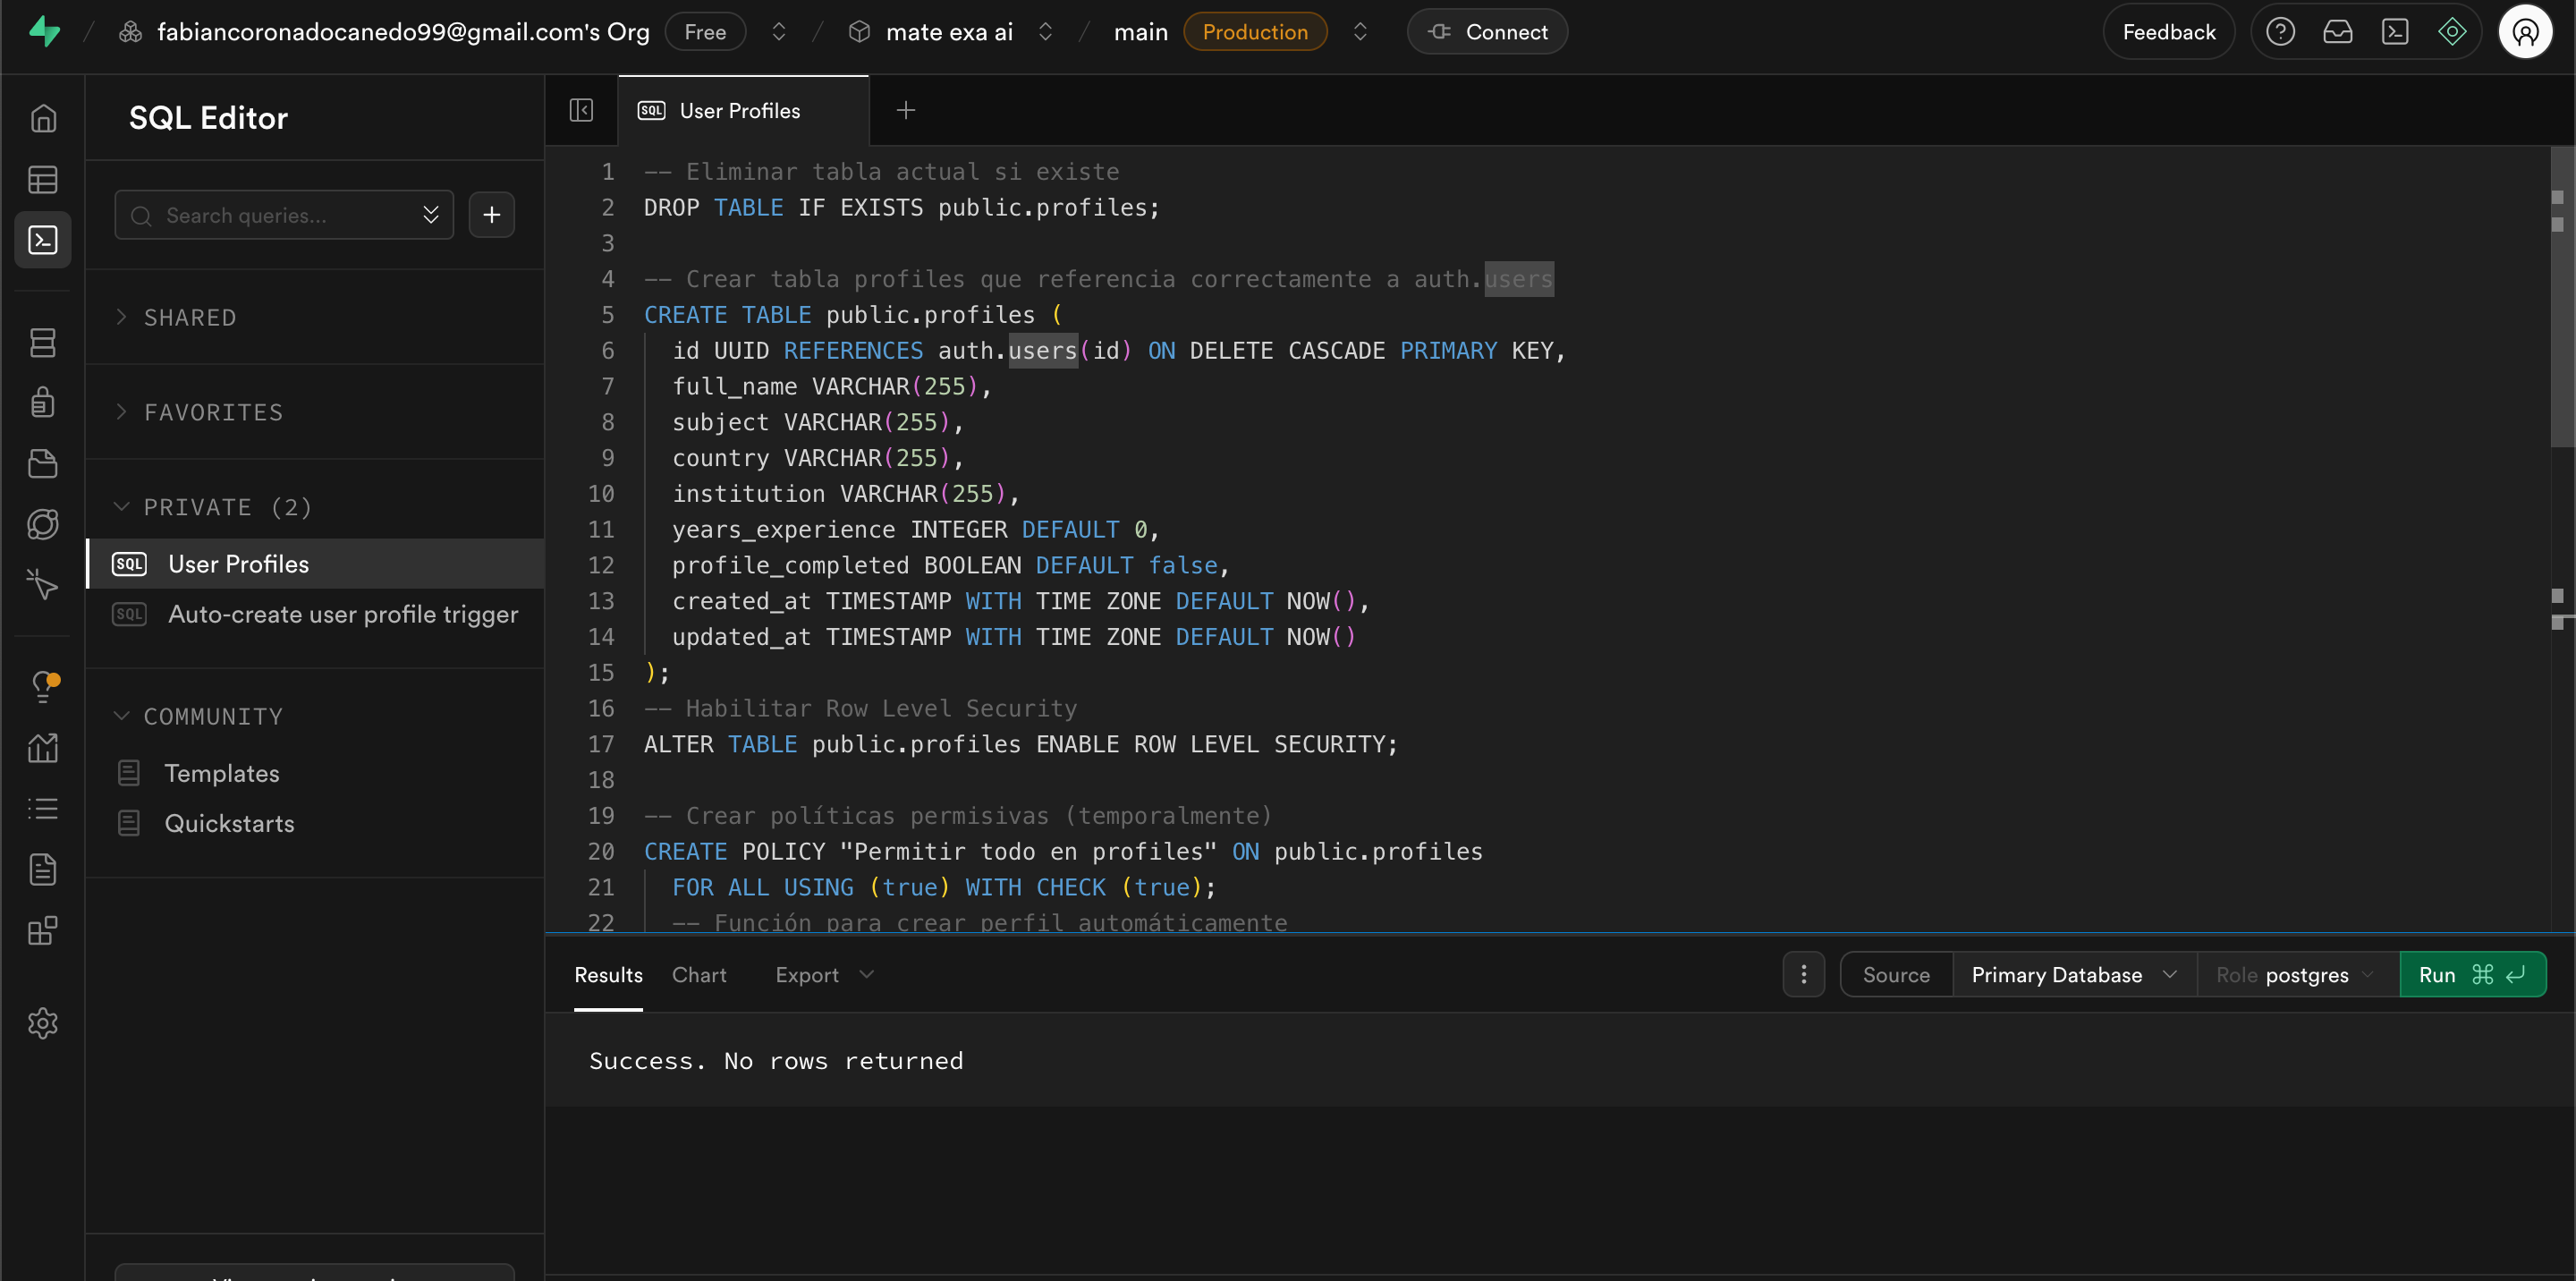 fabiancoronadocanedo99@gmail.com's Org Free mate exa ai main Production Connect Feedback
SQL Editor
Search queries...
SHARED
FAVORITES
PRIVATE (2)
SQL User Profiles
SQL Auto-create user profile trigger
COMMUNITY
Templates
Quickstarts
SQL User Profiles
1 -- Eliminar tabla actual si existe
2 DROP TABLE IF EXISTS public.profiles;
3
4 -- Crear tabla profiles que referencia correctamente a auth.users
5 CREATE TABLE public.profiles (
6 id UUID REFERENCES auth.users(id) ON DELETE CASCADE PRIMARY KEY,
7 full_name VARCHAR(255),
8 subject VARCHAR(255),
9 country VARCHAR(255),
10 institution VARCHAR(255),
11 years_experience INTEGER DEFAULT 0,
12 profile_completed BOOLEAN DEFAULT false,
13 created_at TIMESTAMP WITH TIME ZONE DEFAULT NOW(),
14 updated_at TIMESTAMP WITH TIME ZONE DEFAULT NOW()
15 );
16 -- Habilitar Row Level Security
17 ALTER TABLE public.profiles ENABLE ROW LEVEL SECURITY;
18
19 -- Crear políticas permisivas (temporalmente)
20 CREATE POLICY "Permitir todo en profiles" ON public.profiles
21 FOR ALL USING (true) WITH CHECK (true);
22 -- Función para crear perfil automáticamente
Results Chart Export Source Primary Database Role postgres Run ⌘ ↵
Success. No rows returned